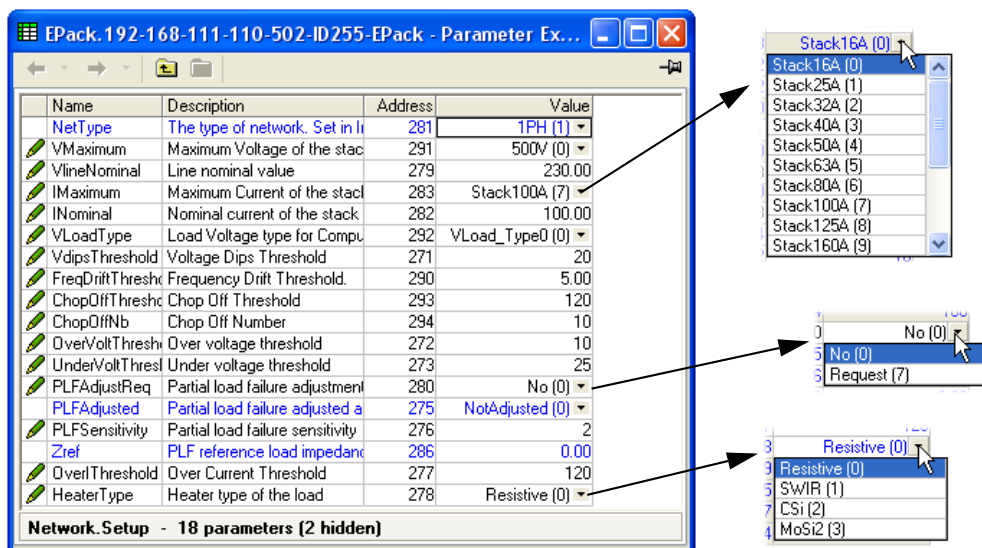 EPack.192-168-111-110-502-ID255-EPack - Parameter Ex...
Name Description Address Value
NetType The type of network. Set in I 281 1PH (1)
VMaximum Maximum Voltage of the stac 291 500V (0)
VlineNominal Line nominal value 279 230.00
IMaximum Maximum Current of the stacl 283 Stack100A (7)
INominal Nominal current of the stack 282 100.00
VLoadType Load Voltage type for Compu 292 VLoad_Type0 (0)
VdipsThreshold Voltage Dips Threshold 271 20
FreqDriftThresho Frequency Drift Threshold. 290 5.00
ChopOffThresho Chop Off Threshold 293 120
ChopOffNb Chop Off Number 294 10
OverVoltThresh Over voltage threshold 272 10
UnderVoltThresl Under voltage threshold 273 25
PLFAdjustReq Partial load failure adjustment 280 No (0)
PLFAdjusted Partial load failure adjusted a 275 NotAdjusted (0)
PLFSensitivity Partial load failure sensitivity 276 2
Zref PLF reference load impedanc 286 0.00
OverIThreshold Over Current Threshold 277 120
HeaterType Heater type of the load 278 Resistive (0)
Network.Setup - 18 parameters (2 hidden)
Stack16A (0)
Stack16A (0)
Stack25A (1)
Stack32A (2)
Stack40A (3)
Stack50A (4)
Stack63A (5)
Stack80A (6)
Stack100A (7)
Stack125A (8)
Stack160A (9)
No (0)
No (0)
Request (7)
Resistive (0)
Resistive (0)
SWIR (1)
CSi (2)
MoSi2 (3)